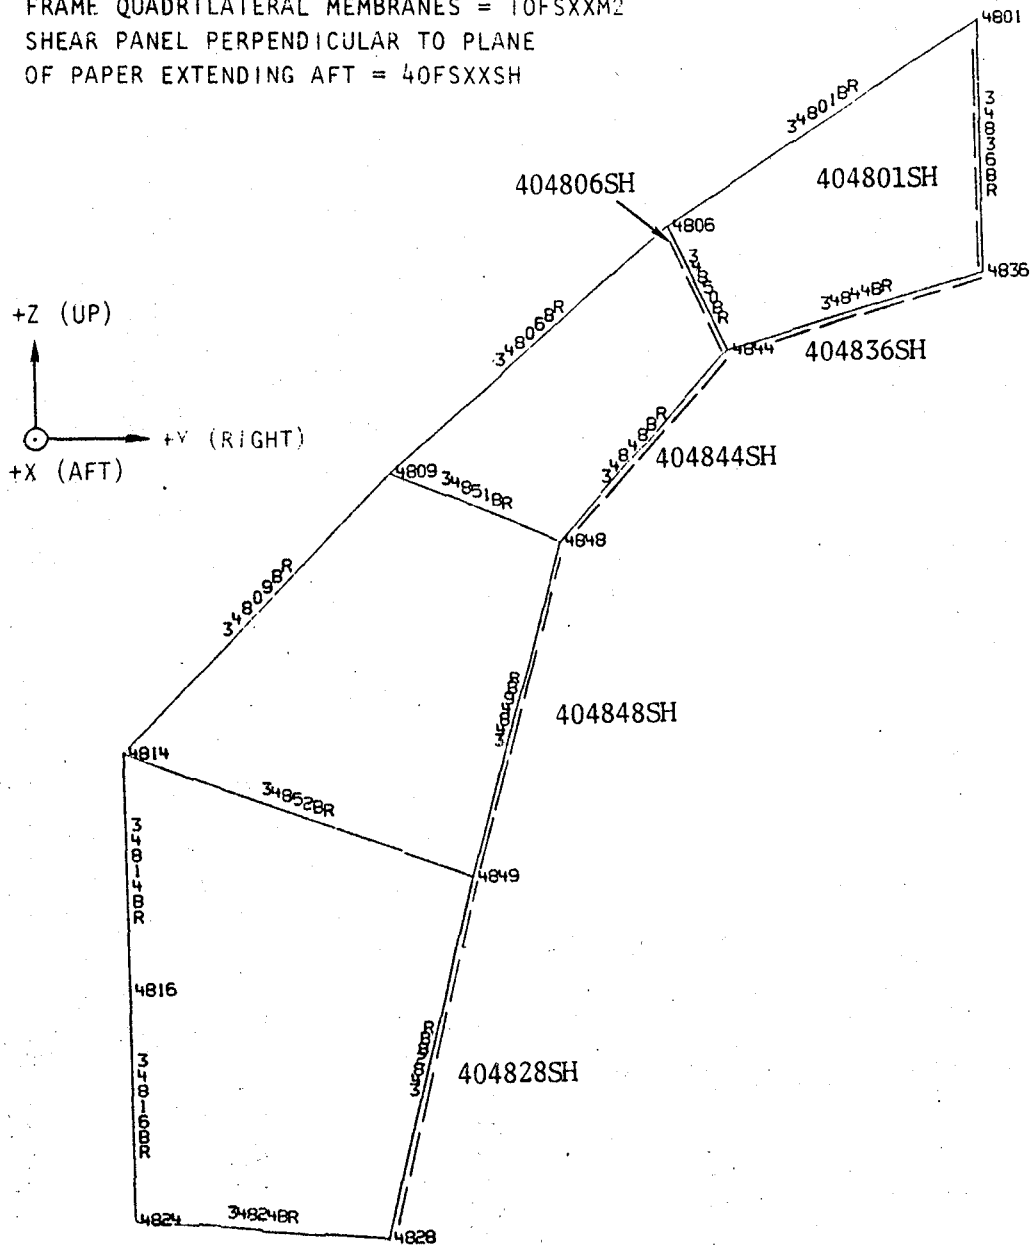 FRAME QUADRILATERAL MEMBRANES = 10FSXXM2
SHEAR PANEL PERPENDICULAR TO PLANE
OF PAPER EXTENDING AFT = 40FSXXSH
4801
34801BR
34836BR
404806SH
404801SH
4806
34850BR
4836
34844BR
+Z (UP)
34806BR
4844
404836SH
+Y (RIGHT)
+X (AFT)
34848BR
404844SH
4809
34851BR
4848
34809BR
404848SH
4814
34852BR
34814BR
4849
4816
34816BR
404828SH
4824
34824BR
4828